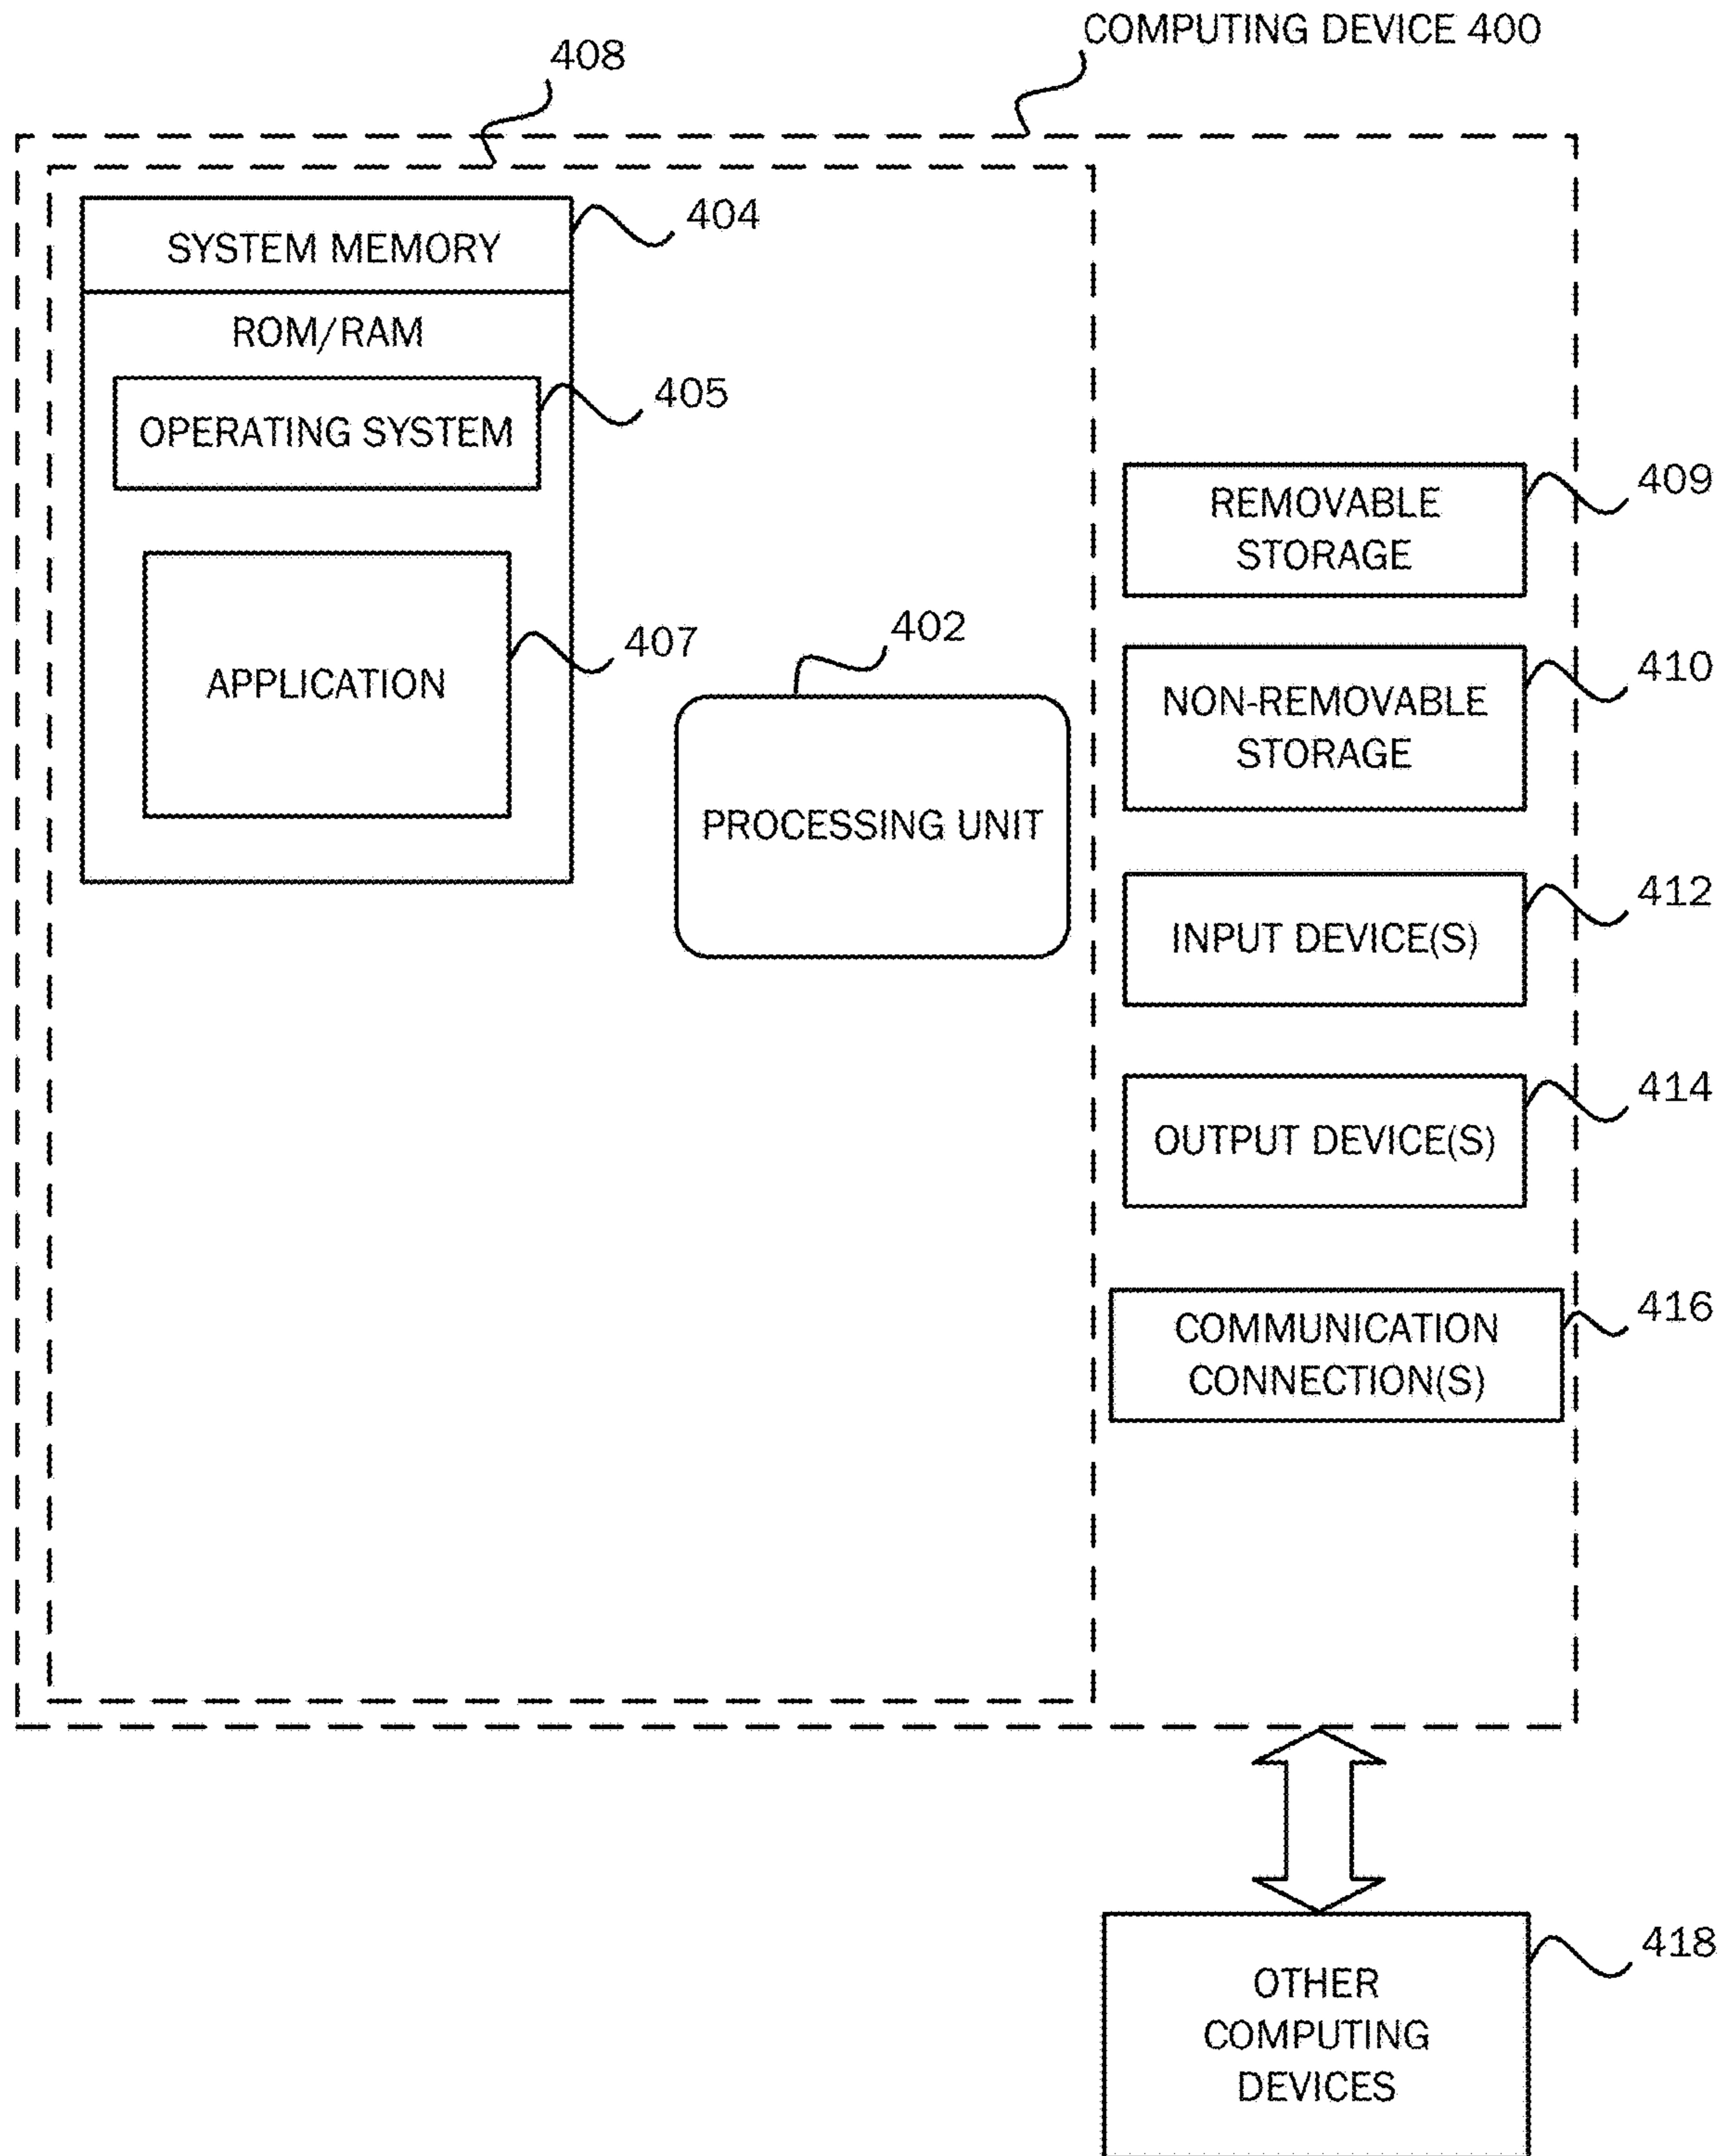 COMPUTING DEVICE 400
408
404
SYSTEM MEMORY
ROM/RAM
405
OPERATING SYSTEM
409
REMOVABLE
STORAGE
402
407
APPLICATION
410
NON-REMOVABLE
STORAGE
PROCESSING UNIT
412
INPUT DEVICE(S)
414
OUTPUT DEVICE(S)
416
COMMUNICATION
CONNECTION(S)
418
OTHER
COMPUTING
DEVICES